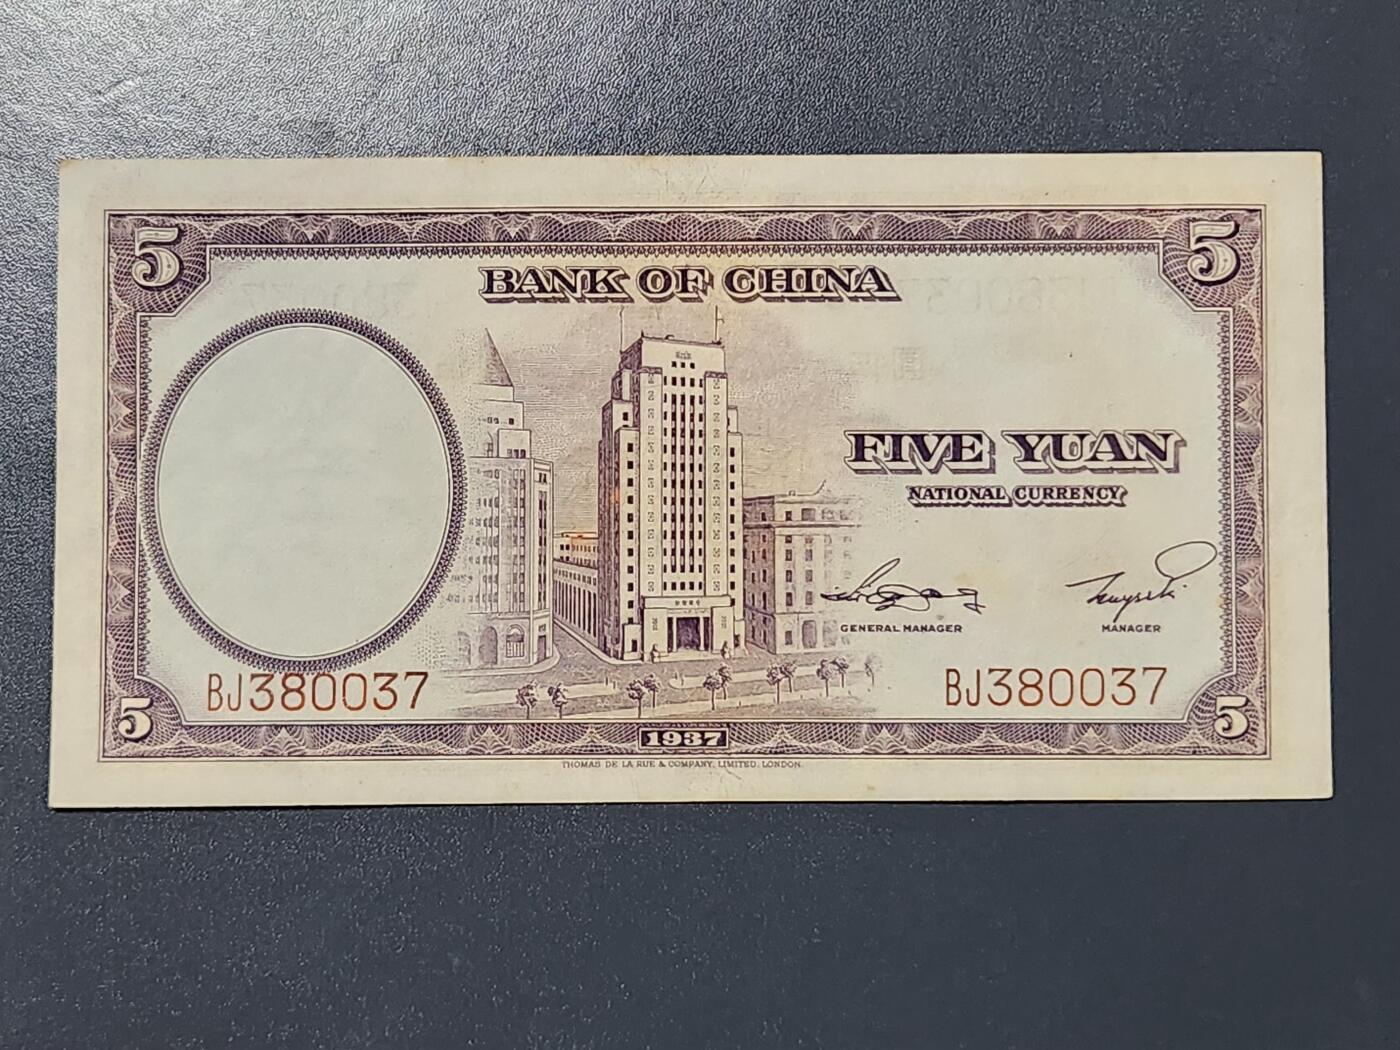 5
5
BANK OF CHINA
FIVE YUAN
NATIONAL CURRENCY
GENERAL MANAGER
MANAGER
BJ380037
BJ380037
5
1937
5
THOMAS DE LA RUE & COMPANY, LIMITED, LONDON.